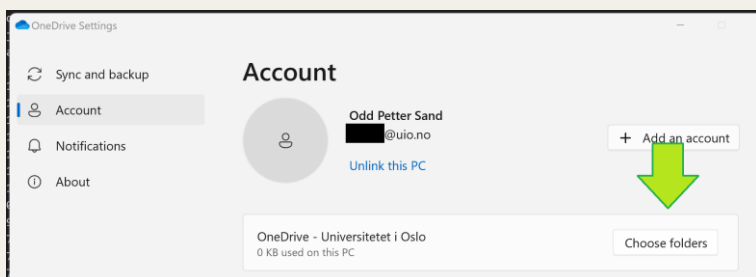 OneDrive Settings
Sync and backup
Account
Notifications
About
Account
Odd Petter Sand
@uio.no
Unlink this PC
+ Add an account
OneDrive - Universitetet i Oslo
0 KB used on this PC
Choose folders